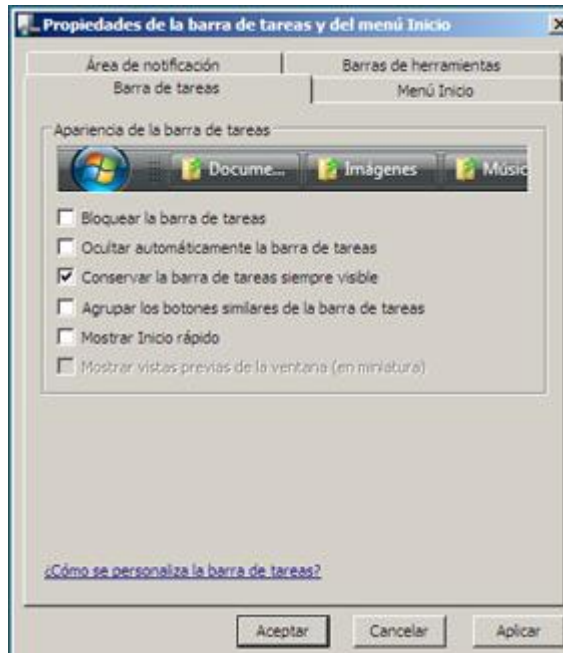 Propiedades de la barra de tareas y del menú Inicio
Área de notificación
Barras de herramientas
Barra de tareas
Menú Inicio
Apariencia de la barra de tareas
Docume...
Imágenes
Músic
Bloquear la barra de tareas
Ocultar automáticamente la barra de tareas
Conservar la barra de tareas siempre visible
Agrupar los botones similares de la barra de tareas
Mostrar Inicio rápido
Mostrar vistas previas de la ventana (en miniatura)
¿Cómo se personaliza la barra de tareas?
Aceptar
Cancelar
Aplicar